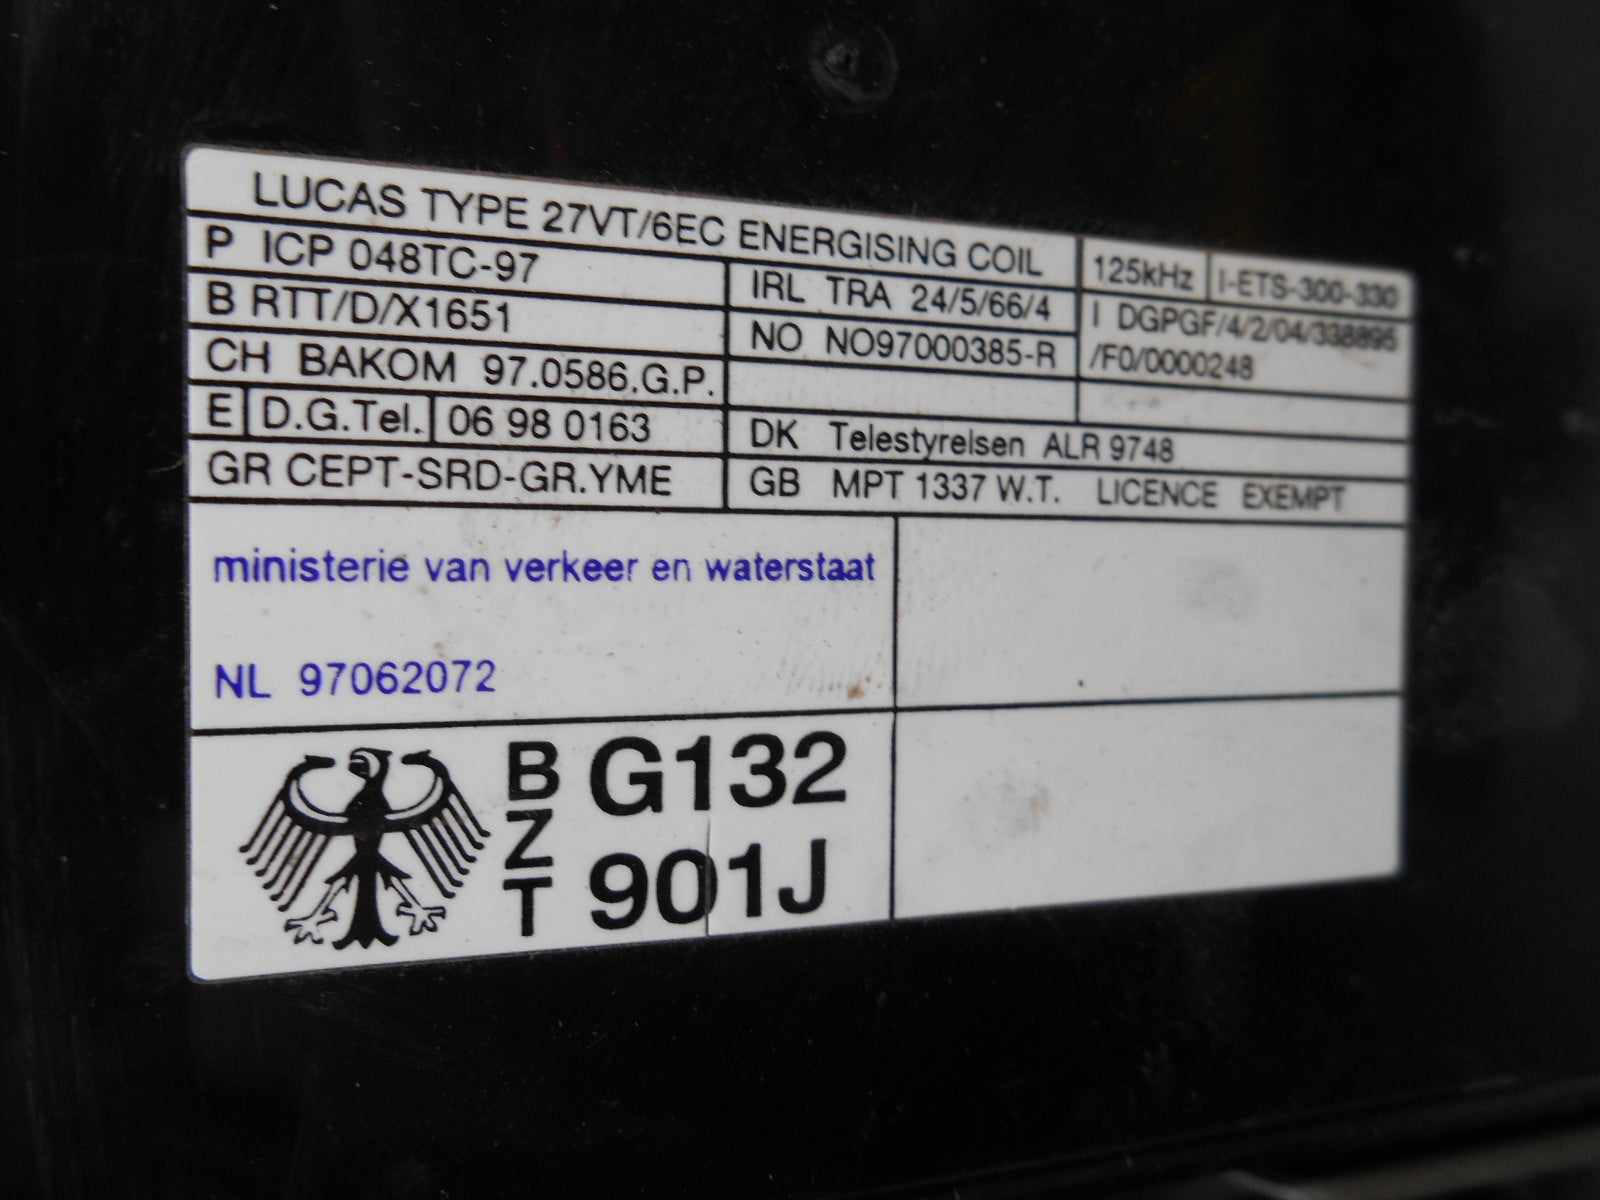 LUCAS TYPE 27VT/6EC ENERGISING COIL 125kHz I-ETS-300-330
P ICP 048TC-97 IRL TRA 24/5/66/4 I DGPGF/4/2/04/338895
B RTT/D/X1651 NO NO97000385-R /F0/0000248
CH BAKOM 97.0586.G.P.
E D.G.Tel. 06 98 0163 DK Telestyrelsen ALR 9748
GR CEPT-SRD-GR.YME GB MPT 1337 W.T. LICENCE EXEMPT
ministerie van verkeer en waterstaat
NL 97062072
BZT G132
901J